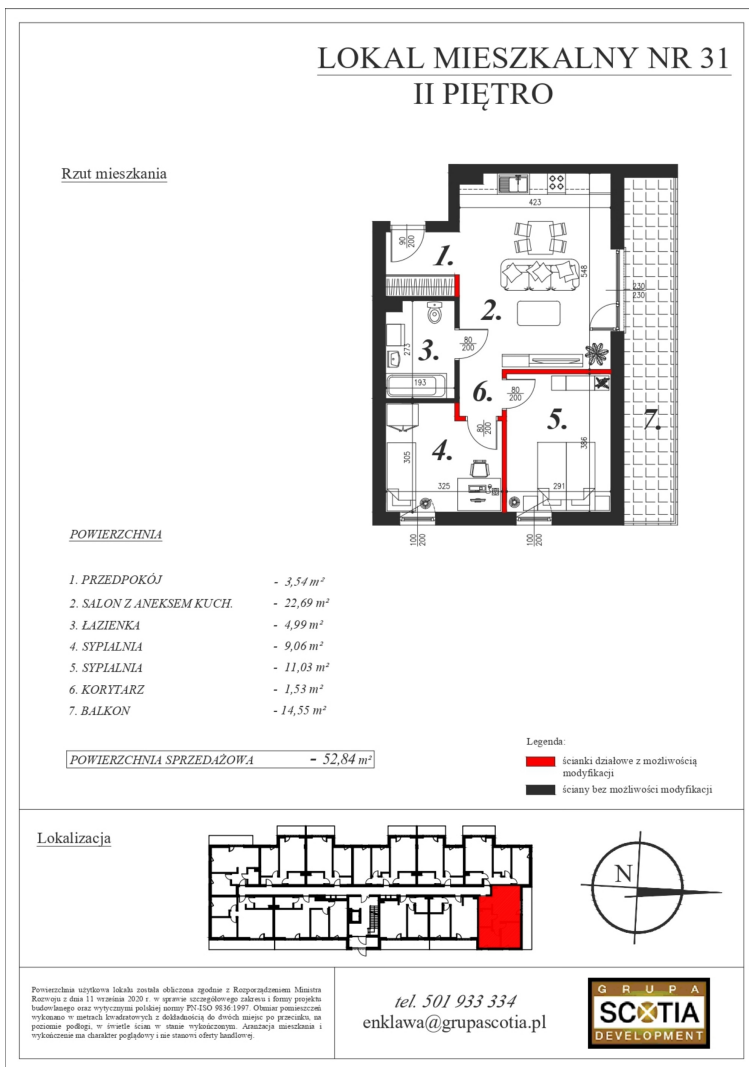 LOKAL MIESZKALNY NR 31
II PIĘTRO
Rzut mieszkania
423
90
200
1.
548
230
230
2.
80
200
3.
273
193
6.
80
200
5.
7.
80
200
4.
305
386
325
291
100
200
100
200
POWIERZCHNIA
1. PRZEDPOKÓJ - 3,54 m²
2. SALON Z ANEKSEM KUCH. - 22,69 m²
3. ŁAZIENKA - 4,99 m²
4. SYPIALNIA - 9,06 m²
5. SYPIALNIA - 11,03 m²
6. KORYTARZ - 1,53 m²
7. BALKON - 14,55 m²
POWIERZCHNIA SPRZEDAŻOWA - 52,84 m²
Legenda:
ścianki działowe z możliwością
modyfikacji
ściany bez możliwości modyfikacji
Lokalizacja
N
Powierzchnia użytkowa lokalu została obliczona zgodnie z Rozporządzeniem Ministra
Rozwoju z dnia 11 września 2020 r. w sprawie szczegółowego zakresu i formy projektu
budowlanego oraz wytycznymi polskiej normy PN-ISO 9836:1997. Obmiar pomieszczeń
wykonano w metrach kwadratowych z dokładnością do dwóch miejsc po przecinku, na
poziomie podłogi, w świetle ścian w stanie wykończonym. Aranżacja mieszkania i
wykończenie ma charakter poglądowy i nie stanowi oferty handlowej.
tel. 501 933 334
enklawa@grupascotia.pl
GRUPA
SCOTIA
DEVELOPMENT